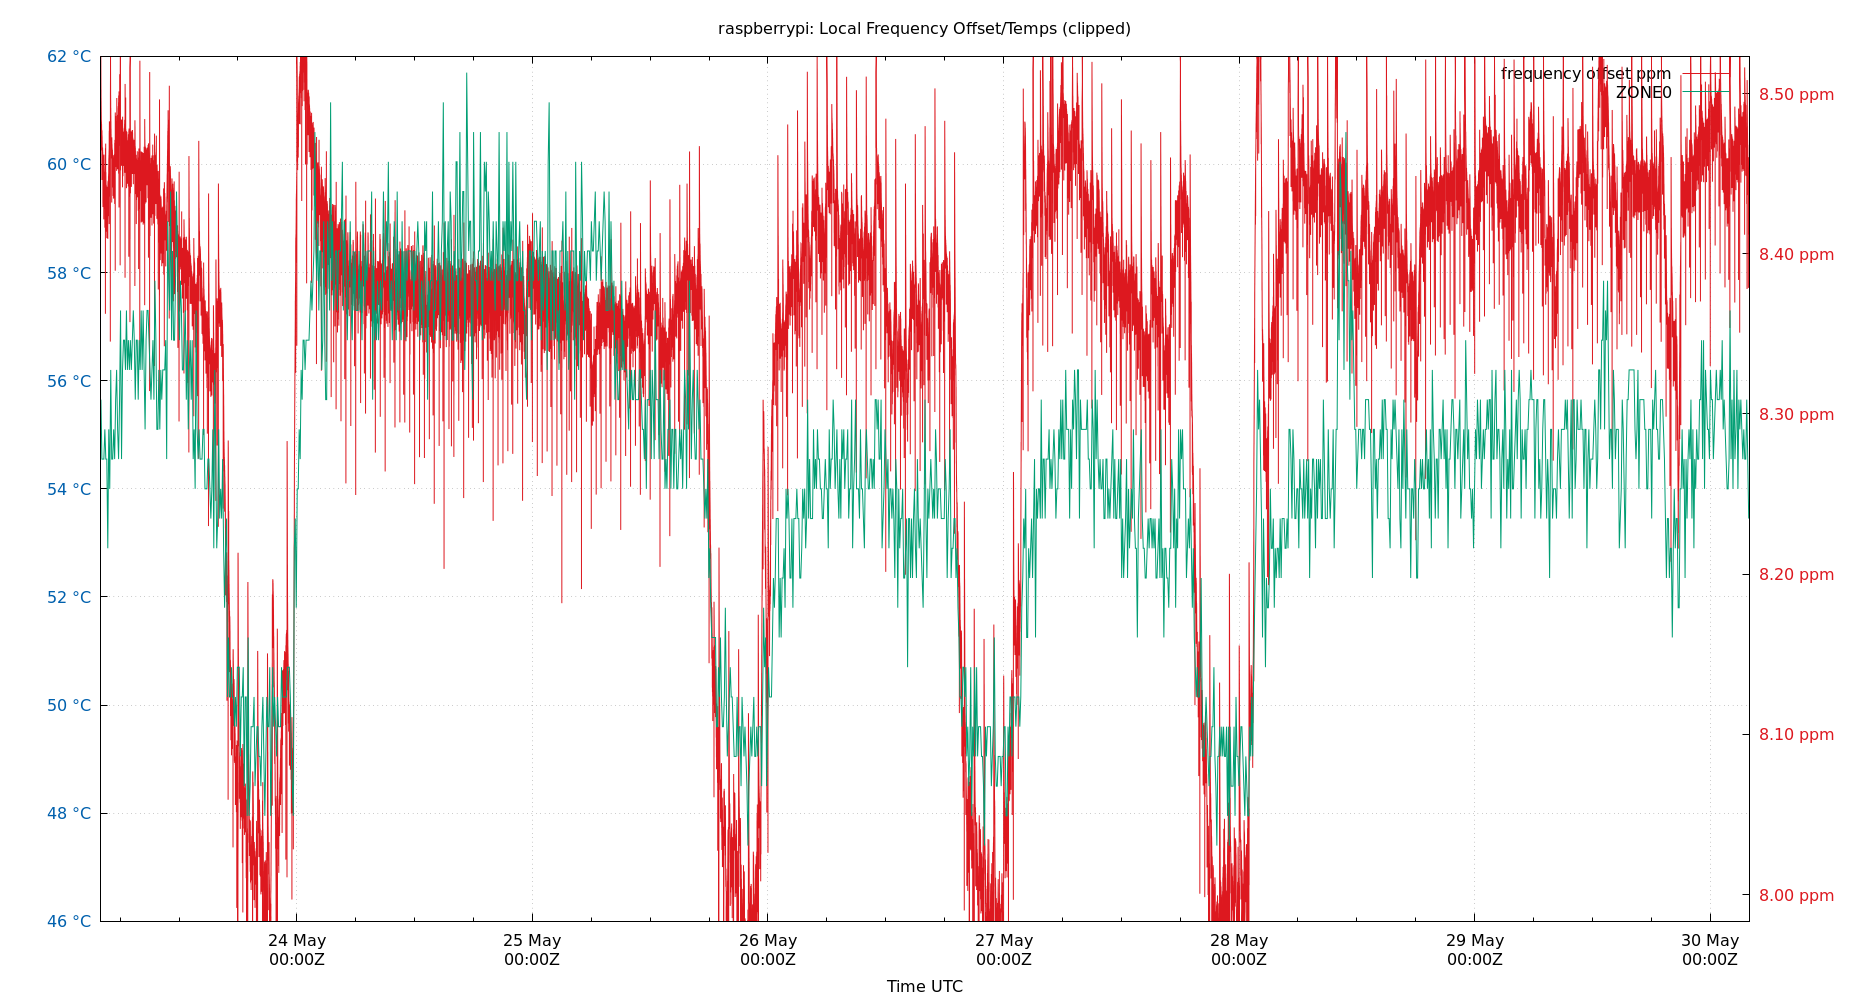 raspberrypi: Local Frequency Offset/Temps (clipped)
62 °C
60 °C
58 °C
56 °C
54 °C
52 °C
50 °C
48 °C
46 °C
frequency offset ppm
ZONE0
8.50 ppm
8.40 ppm
8.30 ppm
8.20 ppm
8.10 ppm
8.00 ppm
24 May 25 May 26 May 27 May 28 May 29 May 30 May
00:00Z 00:00Z 00:00Z 00:00Z 00:00Z 00:00Z 00:00Z
Time UTC